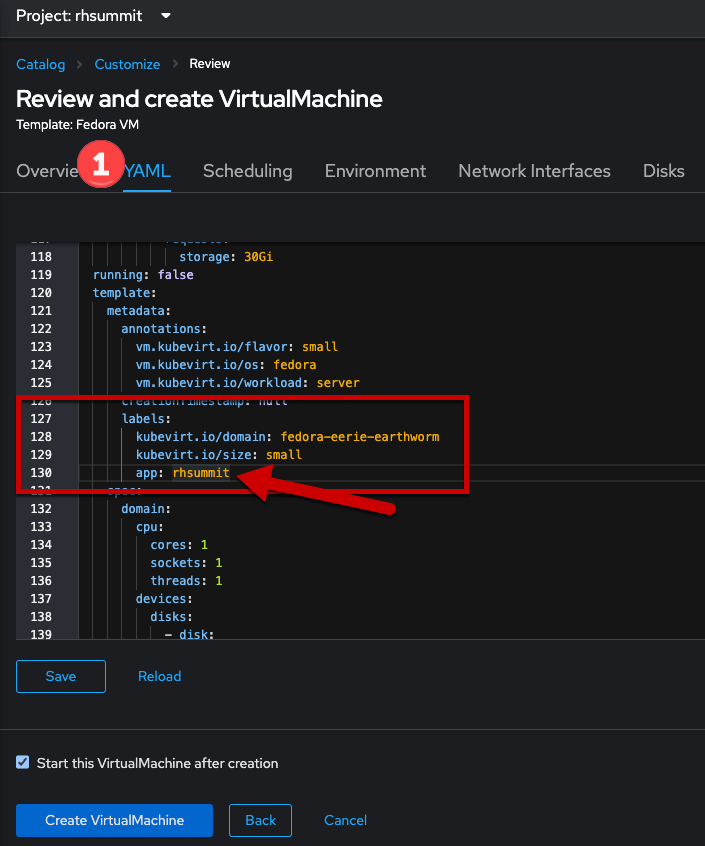 Project: rhsummit
Catalog > Customize > Review
Review and create VirtualMachine
Template: Fedora VM
Overvie 1 YAML Scheduling Environment Network Interfaces Disks
117 requests:
118 storage: 30Gi
119 running: false
120 template:
121 metadata:
122 annotations:
123 vm.kubevirt.io/flavor: small
124 vm.kubevirt.io/os: fedora
125 vm.kubevirt.io/workload: server
126 creationTimestamp: null
127 labels:
128 kubevirt.io/domain: fedora-eerie-earthworm
129 kubevirt.io/size: small
130 app: rhsummit
131 spec:
132 domain:
133 cpu:
134 cores: 1
135 sockets: 1
136 threads: 1
137 devices:
138 disks:
139 - disk:
Save Reload
Start this VirtualMachine after creation
Create VirtualMachine Back Cancel